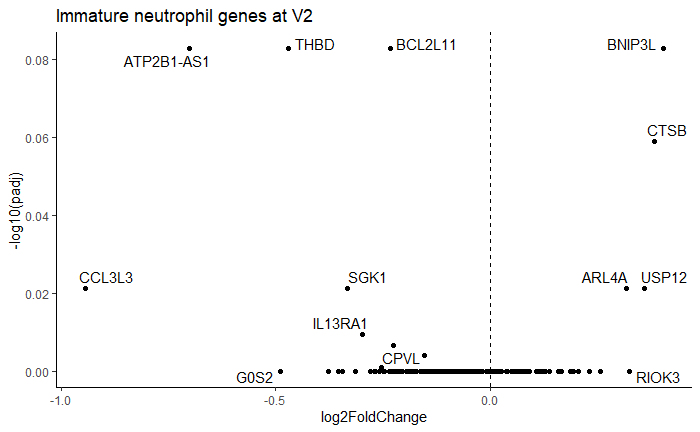 Immature neutrophil genes at V2
THBD
BCL2L11
BNIP3L
ATP2B1-AS1
CTSB
CCL3L3
SGK1
ARL4A
USP12
IL13RA1
CPVL
G0S2
RIOK3
0.08
0.06
0.04
0.02
0.00
-log10(padj)
-1.0
-0.5
0.0
log2FoldChange